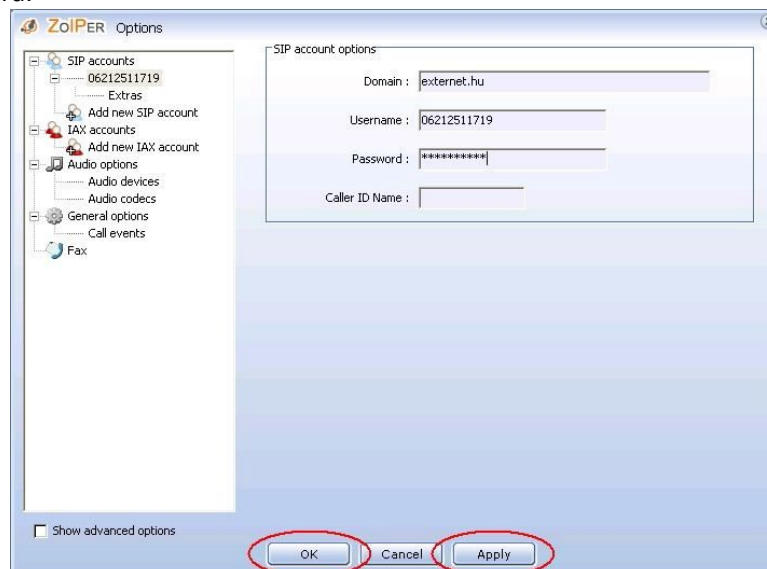 ZoIPER Options
SIP accounts
06212511719
Extras
Add new SIP account
IAX accounts
Add new IAX account
Audio options
Audio devices
Audio codecs
General options
Call events
Fax
SIP account options
Domain : externet.hu
Username : 06212511719
Password : **********
Caller ID Name :
Show advanced options
OK Cancel Apply